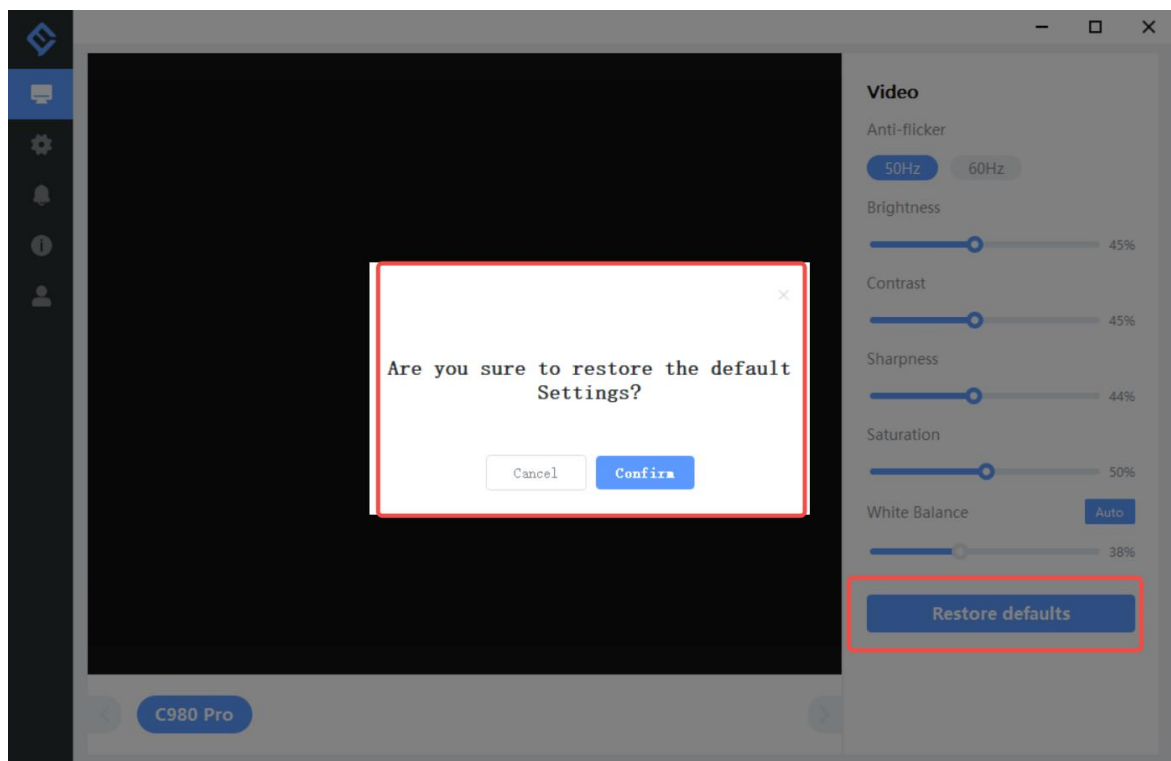 Video
Anti-flicker
50Hz 60Hz
Brightness
45%
Contrast
45%
Sharpness
44%
Saturation
50%
White Balance Auto
38%
Restore defaults
Are you sure to restore the default
Settings?
Cancel Confirm
C980 Pro